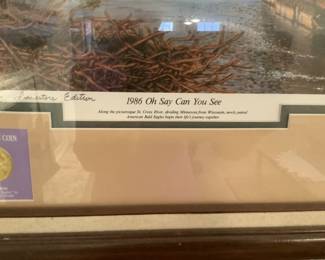 Edition
1986 Oh Say Can You See
Along the picturesque St. Croix River, dividing Minnesota from Wisconsin, newly paired
American Bald Eagles begin their life's journey together
COIN